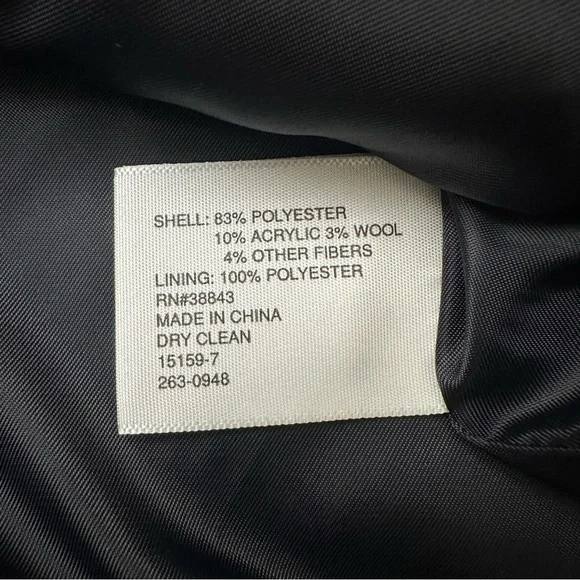 SHELL: 83% POLYESTER
10% ACRYLIC 3% WOOL
4% OTHER FIBERS
LINING: 100% POLYESTER
RN#38843
MADE IN CHINA
DRY CLEAN
15159-7
263-0948